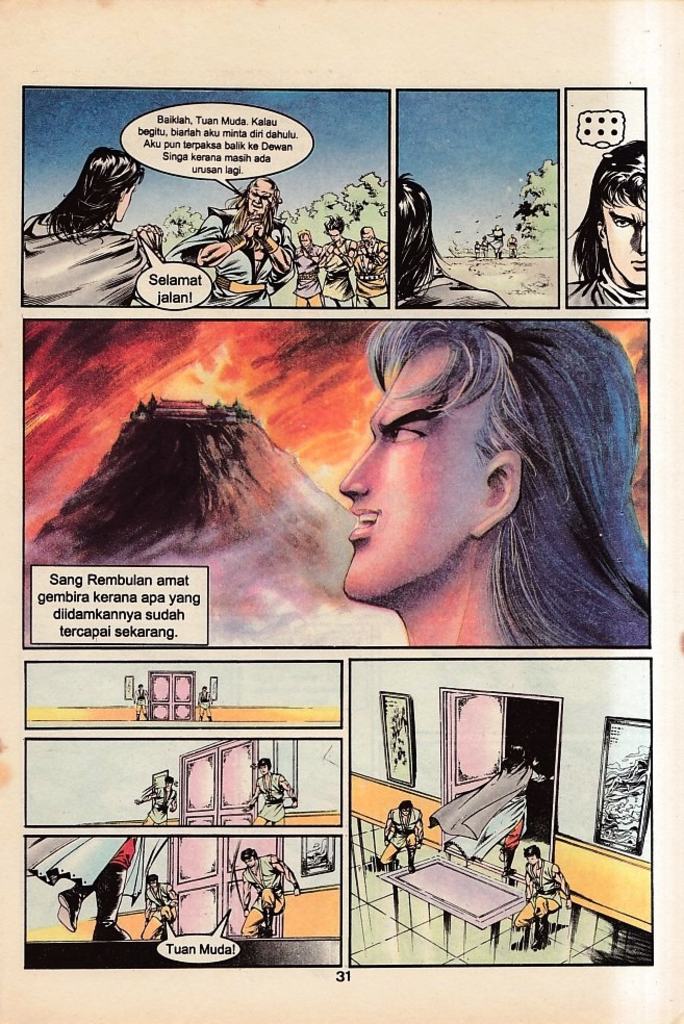 Baiklah, Tuan Muda. Kalau
begitu, biarlah aku minta diri dahulu.
Aku pun terpaksa balik ke Dewan
Singa kerana masih ada
urusan lagi.
Selamat
jalan!
Sang Rembulan amat
gembira kerana apa yang
diidamkannya sudah
tercapai sekarang.
Tuan Muda!
31